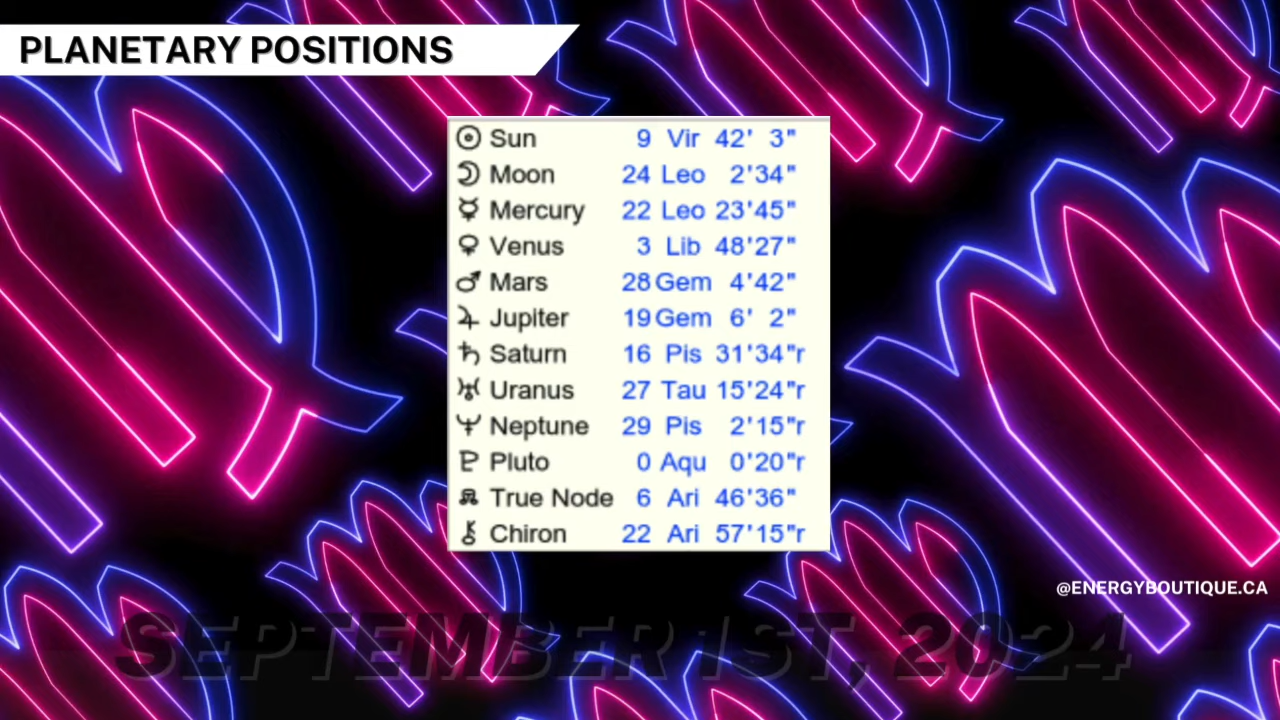 PLANETARY POSITIONS
☉ Sun 9 Vir 42' 3"
☽ Moon 24 Leo 2'34"
☿ Mercury 22 Leo 23'45"
♀ Venus 3 Lib 48'27"
♂ Mars 28 Gem 4'42"
♃ Jupiter 19 Gem 6' 2"
♄ Saturn 16 Pis 31'34"r
♅ Uranus 27 Tau 15'24"r
♆ Neptune 29 Pis 2'15"r
♇ Pluto 0 Aqu 0'20"r
☊ True Node 6 Ari 46'36"
⚷ Chiron 22 Ari 57'15"r
@ENERGYBOUTIQUE.CA
SEPTEMBER 1ST, 2024